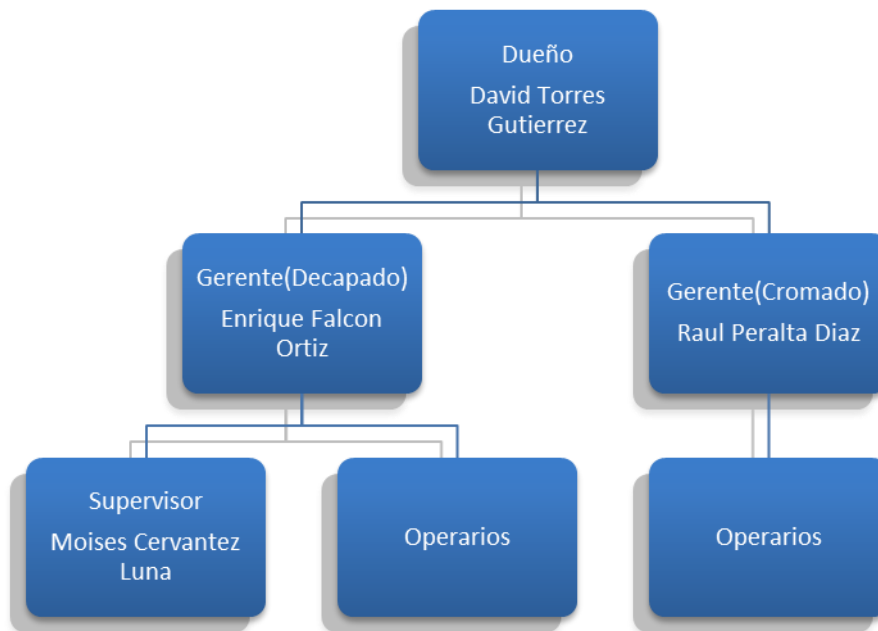 Dueño
David Torres
Gutierrez
Gerente(Decapado)
Enrique Falcon
Ortiz
Gerente(Cromado)
Raul Peralta Diaz
Supervisor
Moises Cervantez
Luna
Operarios
Operarios